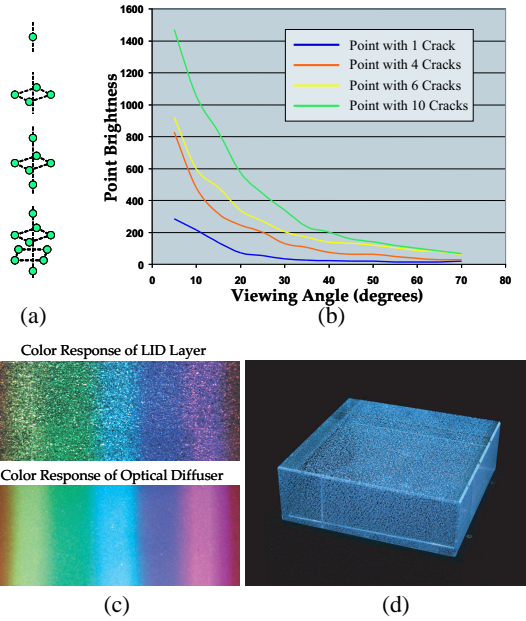 (a)
1600
1400
1200
1000
800
600
400
200
0
Point Brightness
Point with 1 Crack
Point with 4 Cracks
Point with 6 Cracks
Point with 10 Cracks
0 10 20 30 40 50 60 70 80
Viewing Angle (degrees)
(b)
Color Response of LID Layer
Color Response of Optical Diffuser
(c)
(d)